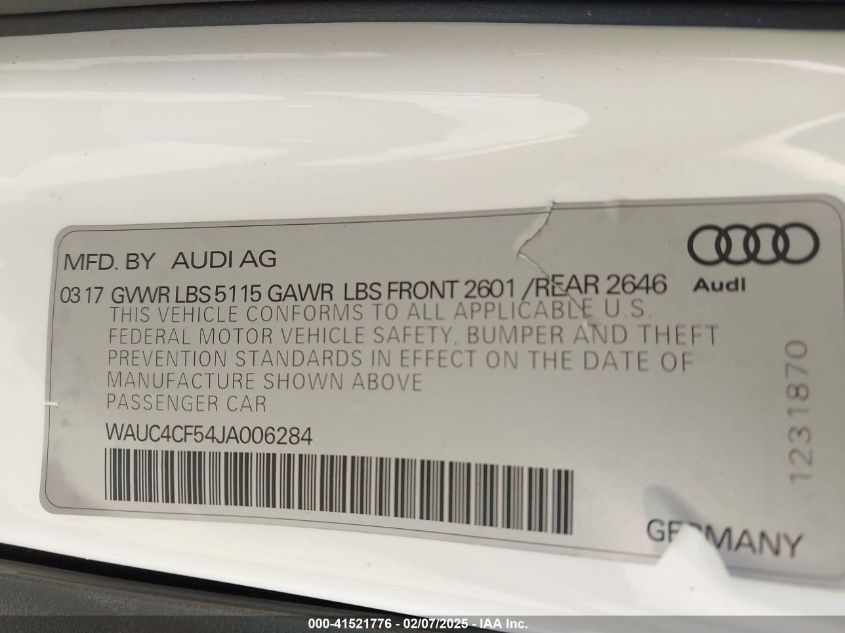 MFD. BY AUDI AG
Audi
03 17 GVWR LBS 5115 GAWR LBS FRONT 2601 /REAR 2646
THIS VEHICLE CONFORMS TO ALL APPLICABLE U.S.
FEDERAL MOTOR VEHICLE SAFETY, BUMPER AND THEFT
PREVENTION STANDARDS IN EFFECT ON THE DATE OF
MANUFACTURE SHOWN ABOVE
PASSENGER CAR
WAUC4CF54JA006284
1231870
GERMANY
000-41521776 - 02/07/2025 - IAA Inc.